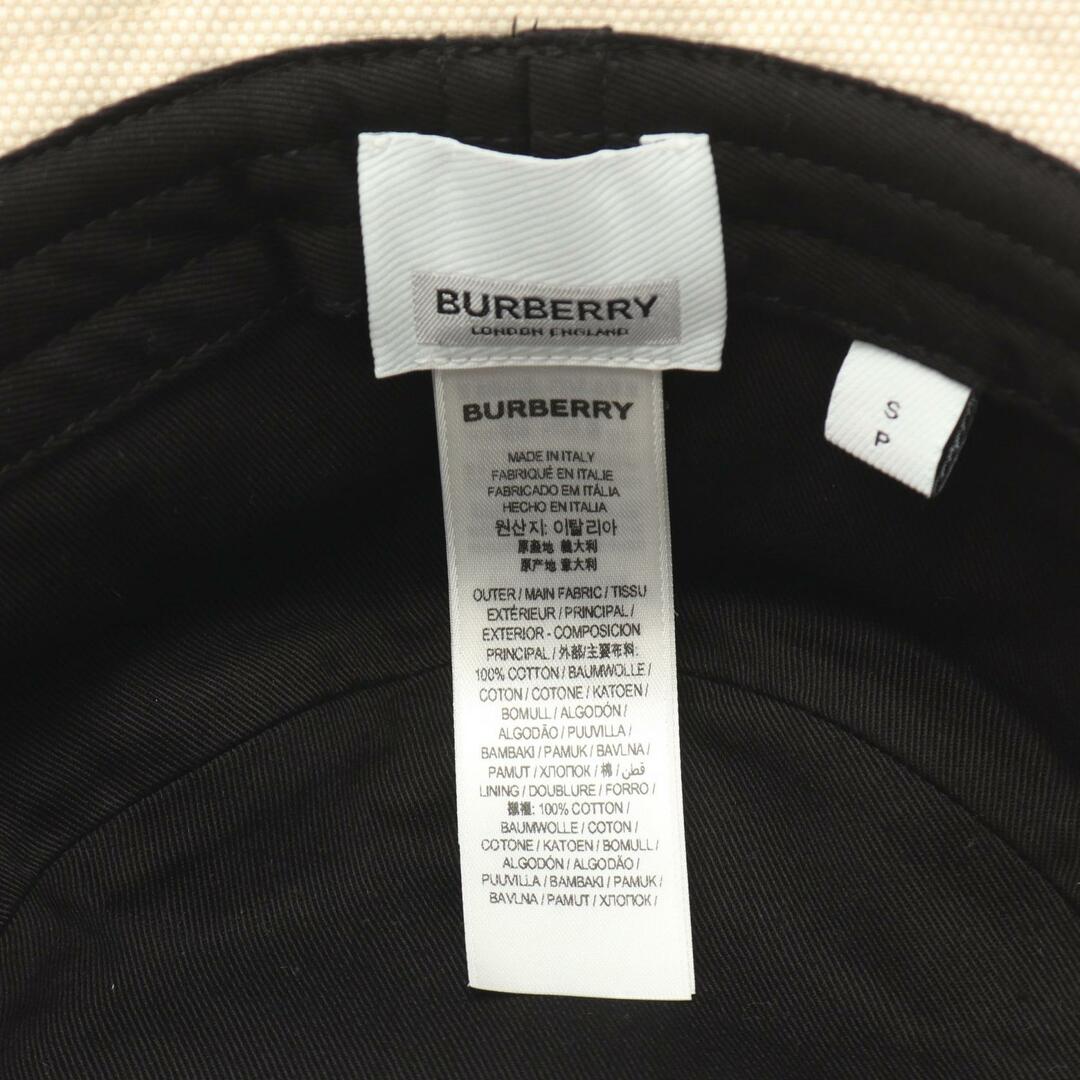 BURBERRY
LONDON ENGLAND
BURBERRY
MADE IN ITALY
FABRIQUÉ EN ITALIE
FABRICADO EM ITÁLIA
HECHO EN ITALIA
원산지: 이탈리아
原產地 義大利
原产地 意大利
OUTER / MAIN FABRIC / TISSU
EXTÉRIEUR / PRINCIPAL /
EXTERIOR - COMPOSICION
PRINCIPAL / 外部/主要布料:
100% COTTON / BAUMWOLLE /
COTON / COTONE / KATOEN /
BOMULL / ALGODÓN /
ALGODÃO / PUUVILLA /
BAMBAKI / PAMUK / BAVLNA /
PAMUT / ХЛОПОК / 棉 / قطن /
LINING / DOUBLURE / FORRO /
襯裡: 100% COTTON /
BAUMWOLLE / COTON /
COTONE / KATOEN / BOMULL /
ALGODÓN / ALGODÃO /
PUUVILLA / BAMBAKI / PAMUK /
BAVLNA / PAMUT / ХЛОПОК /
S
P